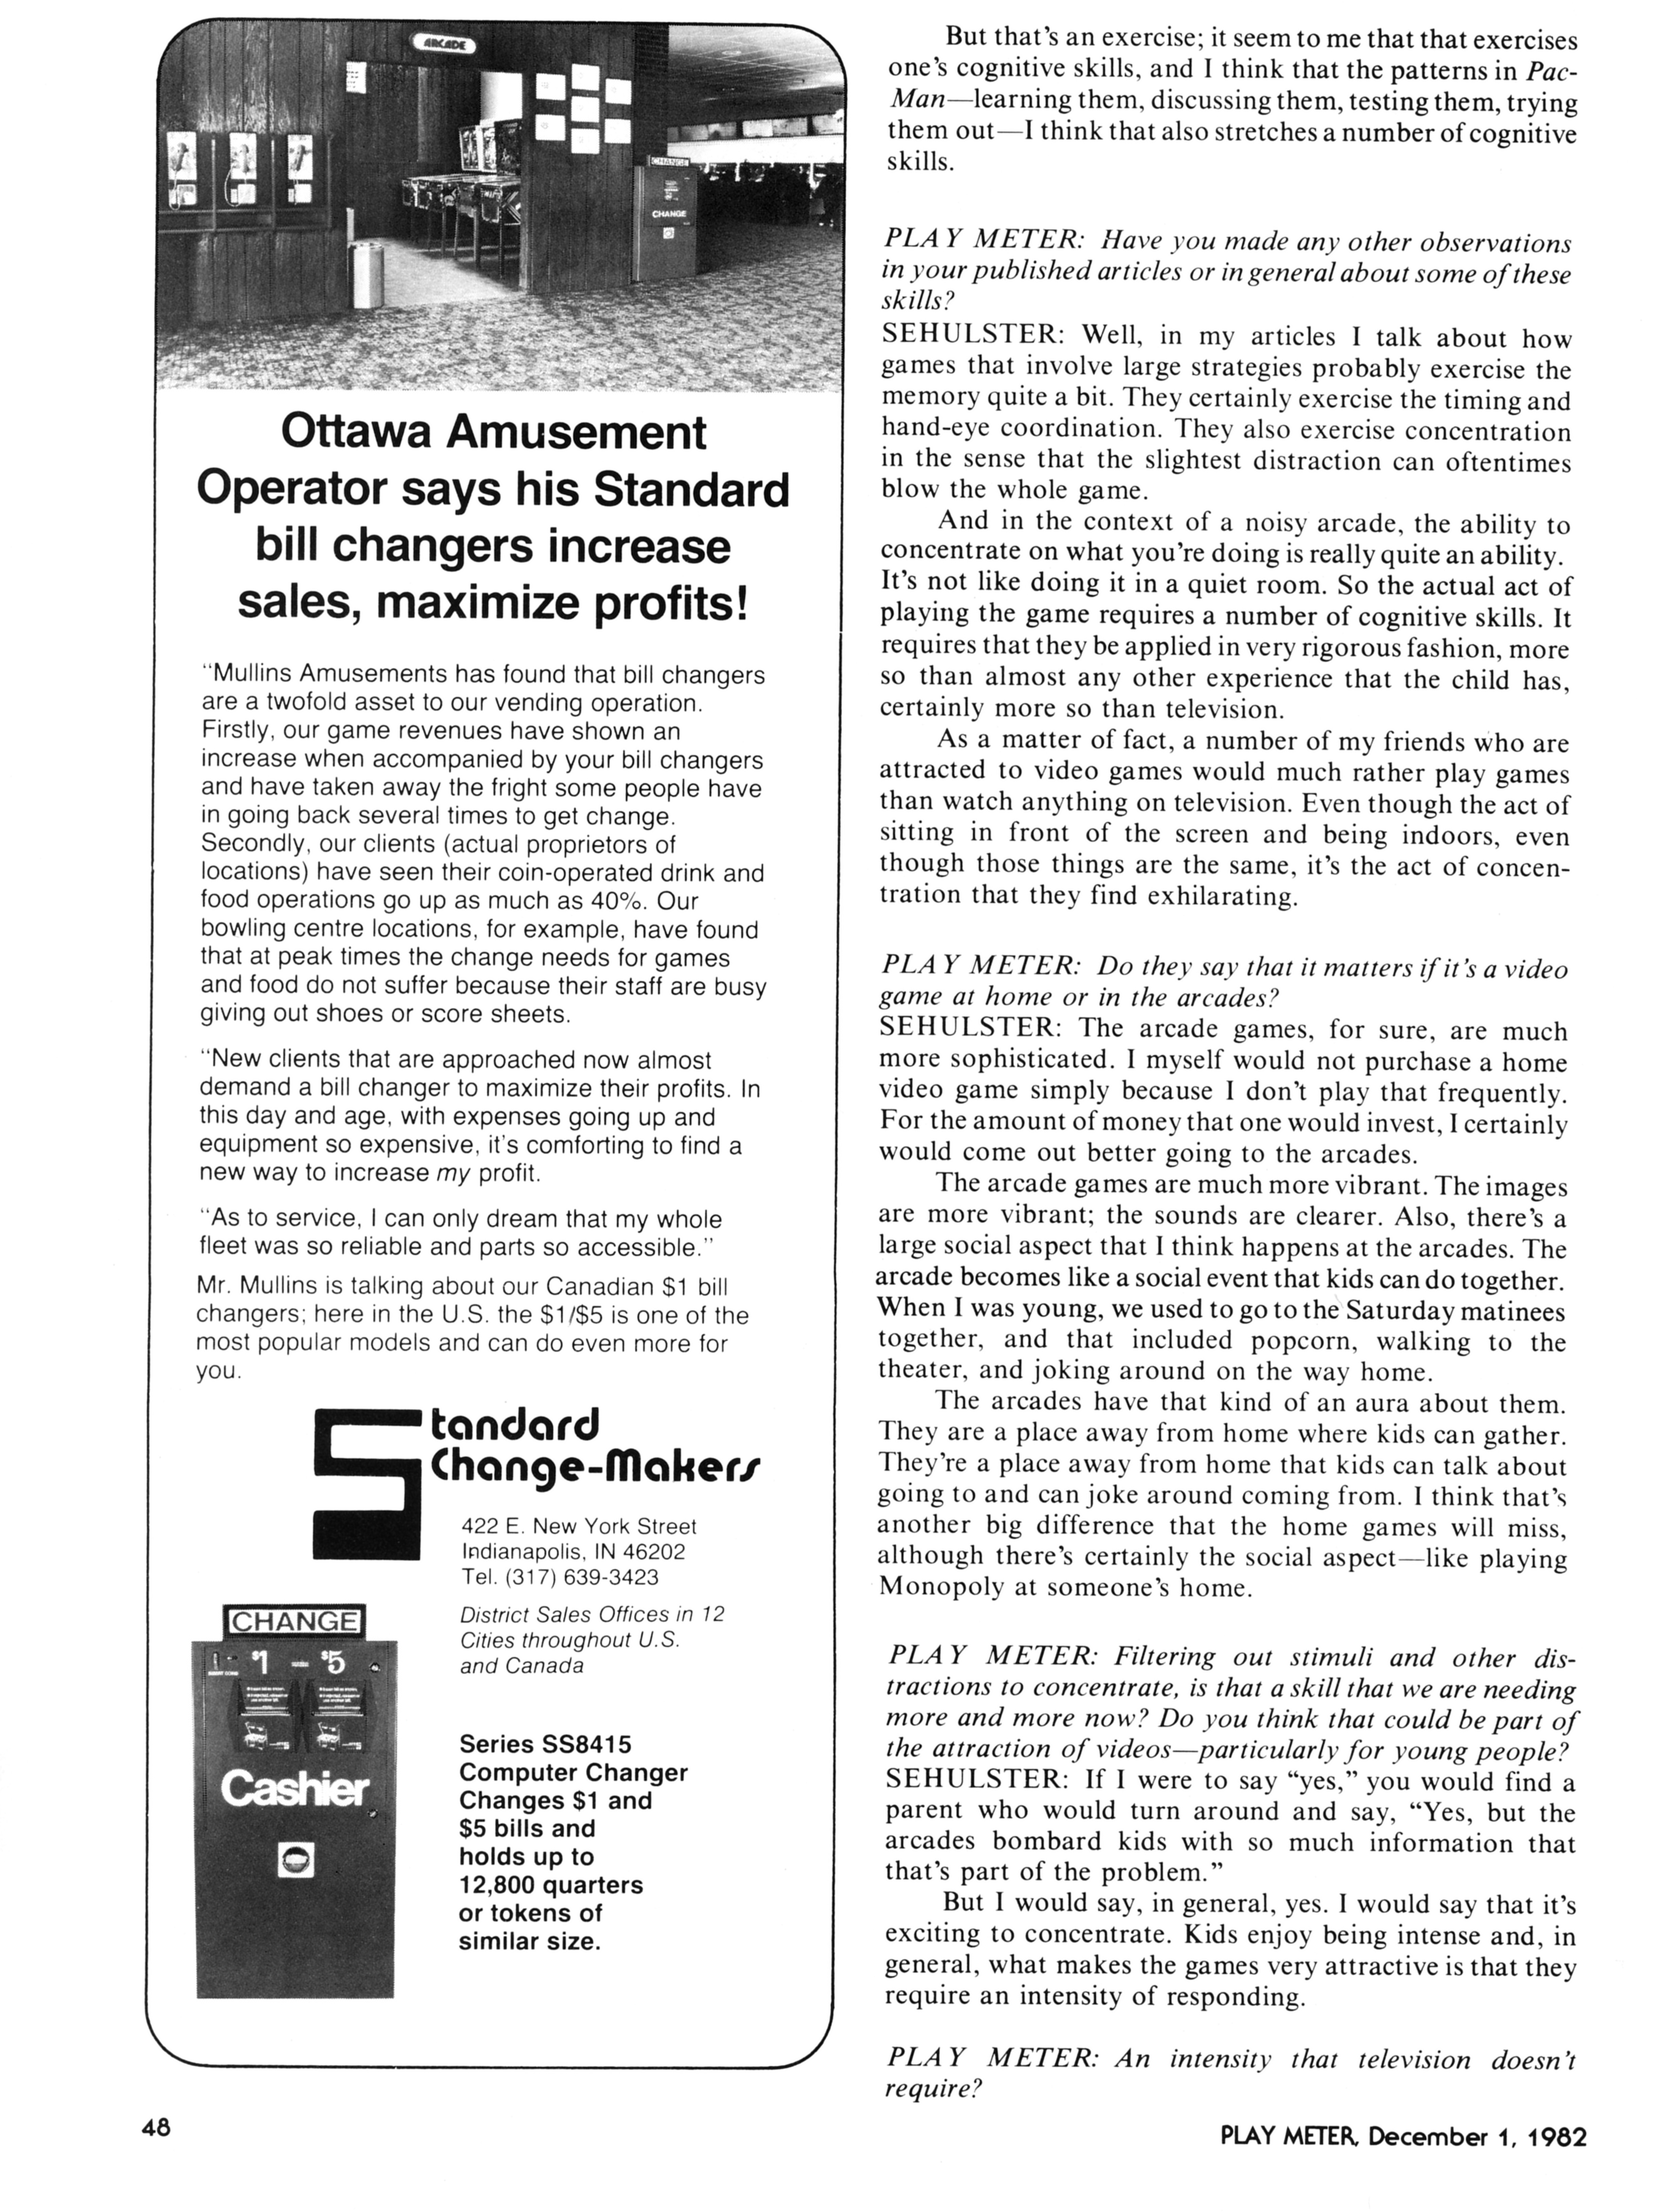 ARCADE
CHANGE
CHANGE
Ottawa Amusement
Operator says his Standard
bill changers increase
sales, maximize profits!
"Mullins Amusements has found that bill changers
are a twofold asset to our vending operation.
Firstly, our game revenues have shown an
increase when accompanied by your bill changers
and have taken away the fright some people have
in going back several times to get change.
Secondly, our clients (actual proprietors of
locations) have seen their coin-operated drink and
food operations go up as much as 40%. Our
bowling centre locations, for example, have found
that at peak times the change needs for games
and food do not suffer because their staff are busy
giving out shoes or score sheets.
"New clients that are approached now almost
demand a bill changer to maximize their profits. In
this day and age, with expenses going up and
equipment so expensive, it's comforting to find a
new way to increase my profit.
"As to service, I can only dream that my whole
fleet was so reliable and parts so accessible."
Mr. Mullins is talking about our Canadian $1 bill
changers; here in the U.S. the $1/$5 is one of the
most popular models and can do even more for
you.
Standard
Change-Makers
422 E. New York Street
Indianapolis, IN 46202
Tel. (317) 639-3423
District Sales Offices in 12
Cities throughout U.S.
and Canada
CHANGE
$1 - $5
Cashier
Series SS8415
Computer Changer
Changes $1 and
$5 bills and
holds up to
12,800 quarters
or tokens of
similar size.
But that's an exercise; it seem to me that that exercises
one's cognitive skills, and I think that the patterns in Pac-
Man—learning them, discussing them, testing them, trying
them out—I think that also stretches a number of cognitive
skills.
PLAY METER: Have you made any other observations
in your published articles or in general about some of these
skills?
SEHULSTER: Well, in my articles I talk about how
games that involve large strategies probably exercise the
memory quite a bit. They certainly exercise the timing and
hand-eye coordination. They also exercise concentration
in the sense that the slightest distraction can oftentimes
blow the whole game.
And in the context of a noisy arcade, the ability to
concentrate on what you're doing is really quite an ability.
It's not like doing it in a quiet room. So the actual act of
playing the game requires a number of cognitive skills. It
requires that they be applied in very rigorous fashion, more
so than almost any other experience that the child has,
certainly more so than television.
As a matter of fact, a number of my friends who are
attracted to video games would much rather play games
than watch anything on television. Even though the act of
sitting in front of the screen and being indoors, even
though those things are the same, it's the act of concen-
tration that they find exhilarating.
PLAY METER: Do they say that it matters if it's a video
game at home or in the arcades?
SEHULSTER: The arcade games, for sure, are much
more sophisticated. I myself would not purchase a home
video game simply because I don't play that frequently.
For the amount of money that one would invest, I certainly
would come out better going to the arcades.
The arcade games are much more vibrant. The images
are more vibrant; the sounds are clearer. Also, there's a
large social aspect that I think happens at the arcades. The
arcade becomes like a social event that kids can do together.
When I was young, we used to go to the Saturday matinees
together, and that included popcorn, walking to the
theater, and joking around on the way home.
The arcades have that kind of an aura about them.
They are a place away from home where kids can gather.
They're a place away from home that kids can talk about
going to and can joke around coming from. I think that's
another big difference that the home games will miss,
although there's certainly the social aspect—like playing
Monopoly at someone's home.
PLAY METER: Filtering out stimuli and other dis-
tractions to concentrate, is that a skill that we are needing
more and more now? Do you think that could be part of
the attraction of videos—particularly for young people?
SEHULSTER: If I were to say "yes," you would find a
parent who would turn around and say, "Yes, but the
arcades bombard kids with so much information that
that's part of the problem."
But I would say, in general, yes. I would say that it's
exciting to concentrate. Kids enjoy being intense and, in
general, what makes the games very attractive is that they
require an intensity of responding.
PLAY METER: An intensity that television doesn't
require?
48
PLAY METER, December 1, 1982